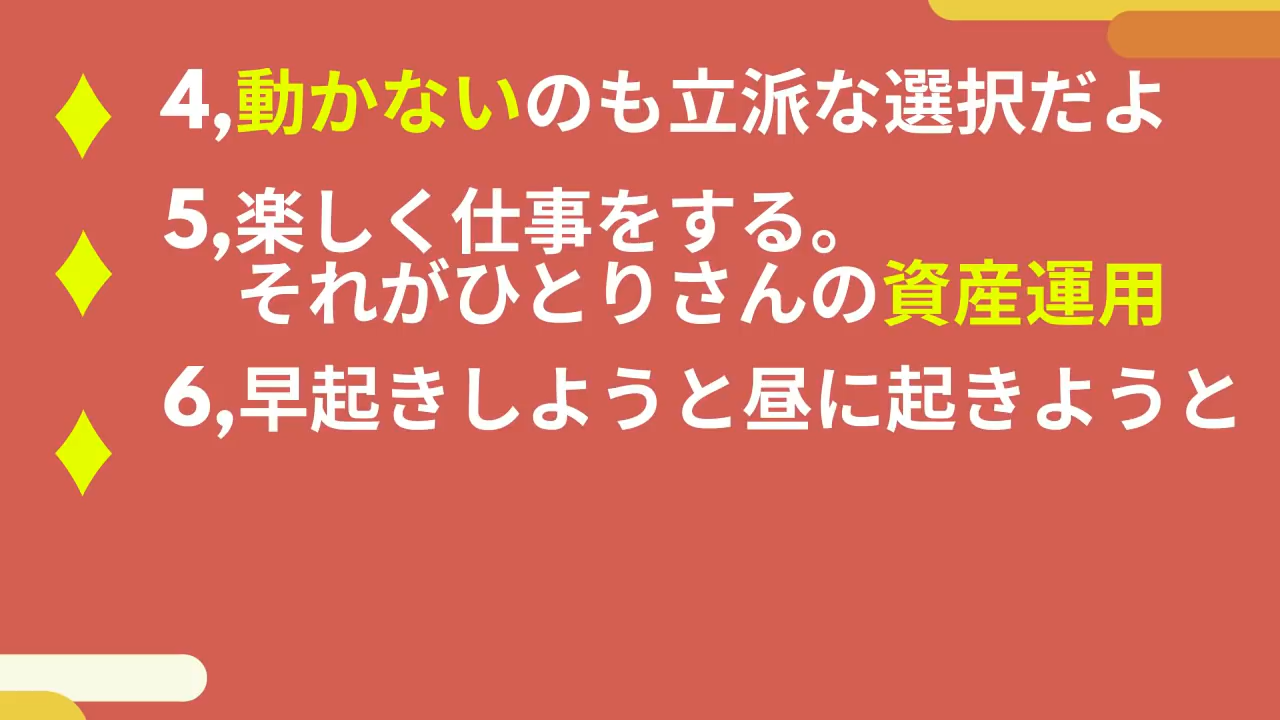 4,動かないのも立派な選択だよ
5,楽しく仕事をする。
それがひとりさんの資産運用
6,早起きしようと昼に起きようと